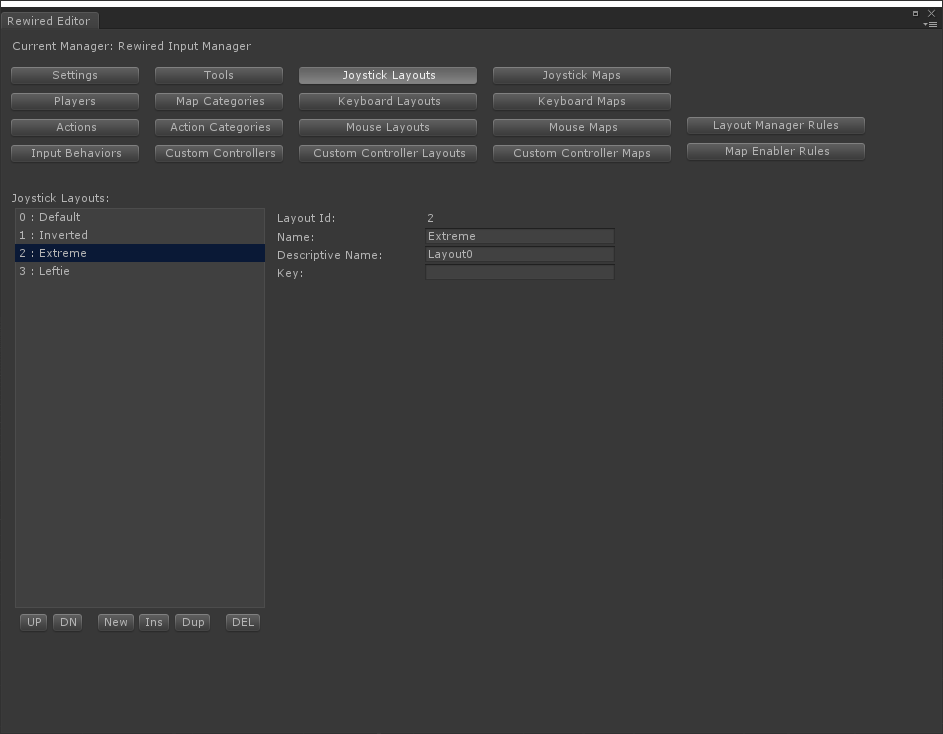 Rewired Editor
Current Manager: Rewired Input Manager
Settings Tools Joystick Layouts Joystick Maps
Players Map Categories Keyboard Layouts Keyboard Maps
Actions Action Categories Mouse Layouts Mouse Maps Layout Manager Rules
Input Behaviors Custom Controllers Custom Controller Layouts Custom Controller Maps Map Enabler Rules
Joystick Layouts:
0 : Default
1 : Inverted
2 : Extreme
3 : Leftie
Layout Id: 2
Name: Extreme
Descriptive Name: Layout0
Key:
UP DN New Ins Dup DEL